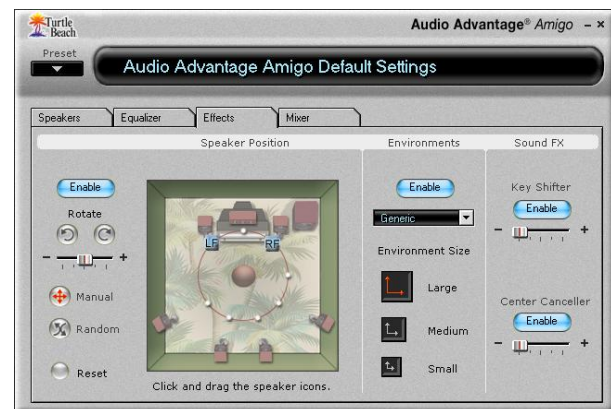 Turtle Beach
Audio Advantage® Amigo
Preset
Audio Advantage Amigo Default Settings
Speakers
Equalizer
Effects
Mixer
Speaker Position
Environments
Sound FX
Enable
Rotate
Manual
Random
Reset
LF
RF
Click and drag the speaker icons.
Enable
Generic
Environment Size
Large
Medium
Small
Key Shifter
Enable
Center Canceller
Enable